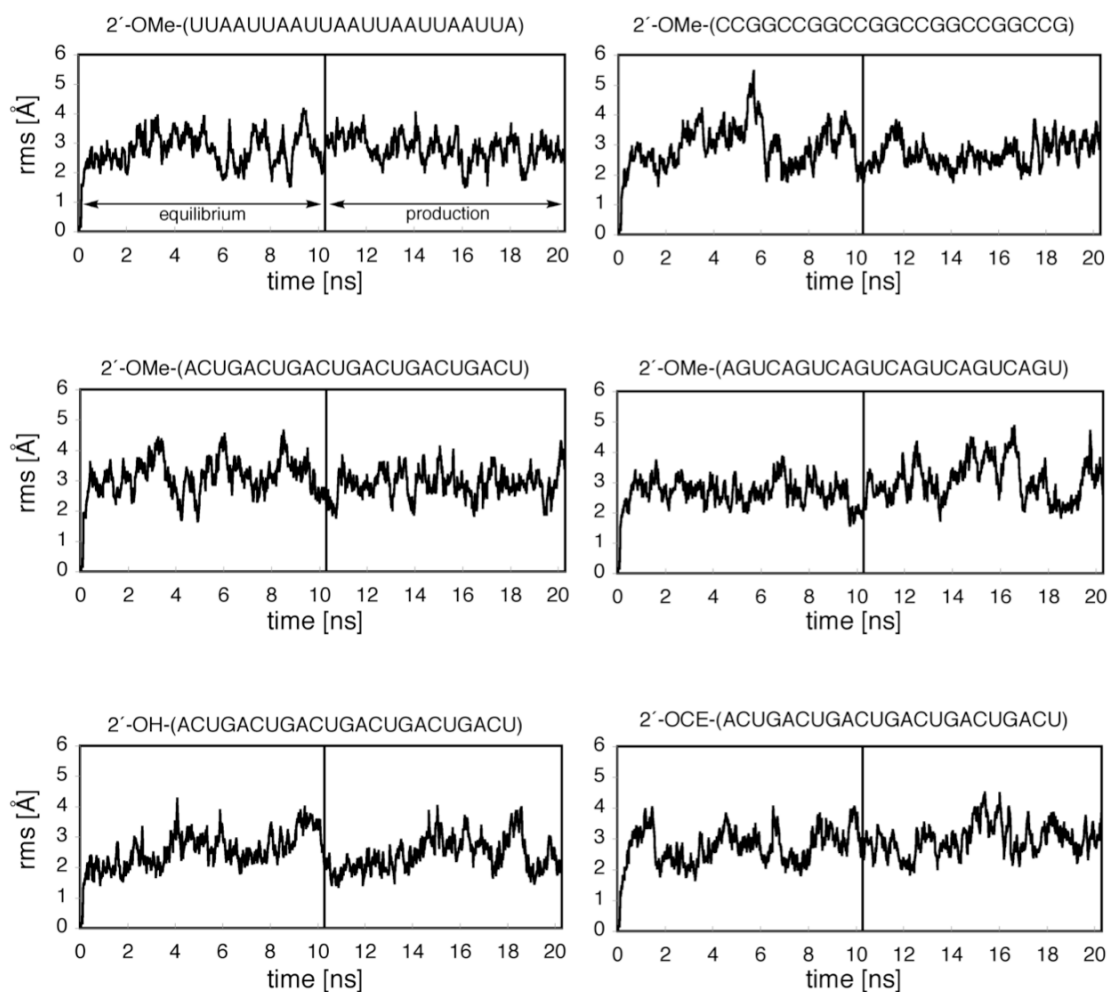 2´-OMe-(UUAAUUAAUUAAUUAAUUAAUUA)
6
5
4
3
2
1
0
rms [Å]
equilibrium
production
0 2 4 6 8 10 12 14 16 18 20
time [ns]
2´-OMe-(CCGGCCGGCCGGCCGGCCGGCCG)
6
5
4
3
2
1
0
0 2 4 6 8 10 12 14 16 18 20
time [ns]
2´-OMe-(ACUGACUGACUGACUGACUGACU)
6
5
4
3
2
1
0
rms [Å]
0 2 4 6 8 10 12 14 16 18 20
time [ns]
2´-OMe-(AGUCAGUCAGUCAGUCAGUCAGU)
6
5
4
3
2
1
0
0 2 4 6 8 10 12 14 16 18 20
time [ns]
2´-OH-(ACUGACUGACUGACUGACUGACU)
6
5
4
3
2
1
0
rms [Å]
0 2 4 6 8 10 12 14 16 18 20
time [ns]
2´-OCE-(ACUGACUGACUGACUGACUGACU)
6
5
4
3
2
1
0
0 2 4 6 8 10 12 14 16 18 20
time [ns]